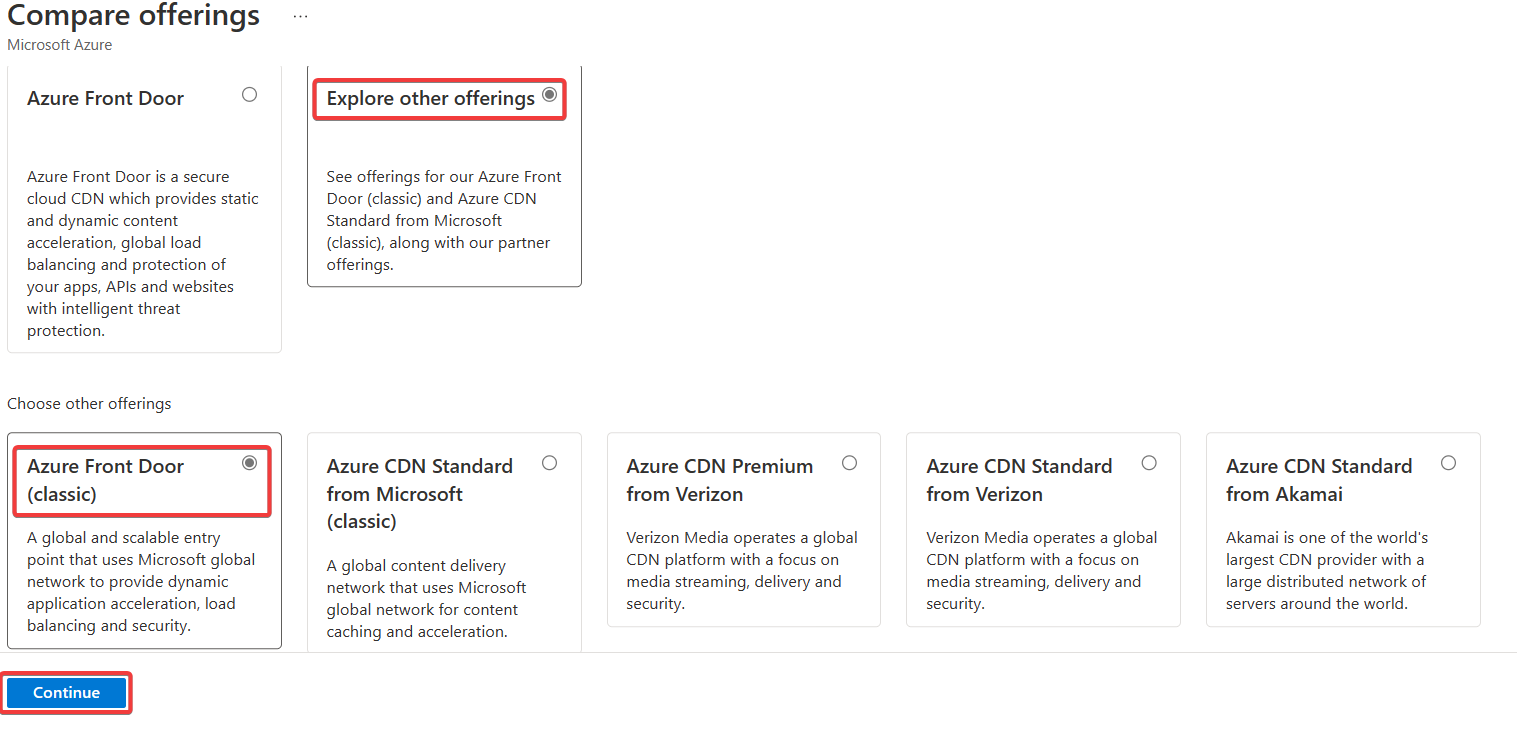 Compare offerings ...
Microsoft Azure
Azure Front Door
Azure Front Door is a secure
cloud CDN which provides static
and dynamic content
acceleration, global load
balancing and protection of
your apps, APIs and websites
with intelligent threat
protection.
Explore other offerings
See offerings for our Azure Front
Door (classic) and Azure CDN
Standard from Microsoft
(classic), along with our partner
offerings.
Choose other offerings
Azure Front Door
(classic)
A global and scalable entry
point that uses Microsoft global
network to provide dynamic
application acceleration, load
balancing and security.
Azure CDN Standard
from Microsoft
(classic)
A global content delivery
network that uses Microsoft
global network for content
caching and acceleration.
Azure CDN Premium
from Verizon
Verizon Media operates a global
CDN platform with a focus on
media streaming, delivery and
security.
Azure CDN Standard
from Verizon
Verizon Media operates a global
CDN platform with a focus on
media streaming, delivery and
security.
Azure CDN Standard
from Akamai
Akamai is one of the world's
largest CDN provider with a
large distributed network of
servers around the world.
Continue